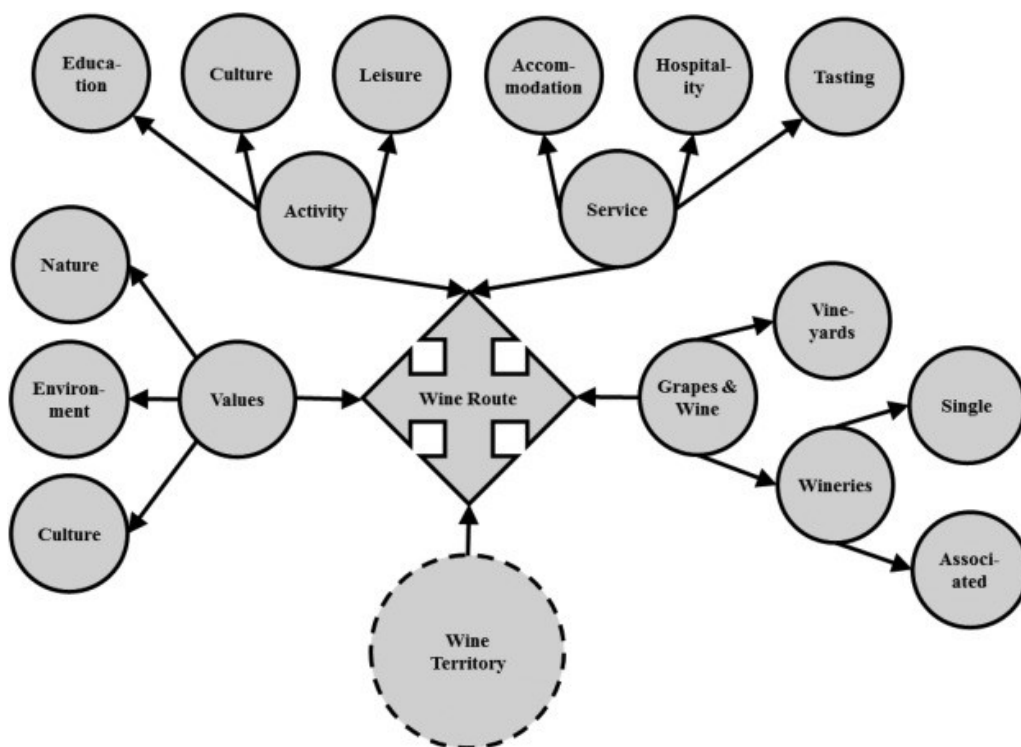 Educa-
tion
Culture
Leisure
Accom-
modation
Hospital-
ity
Tasting
Activity
Service
Nature
Vine-
yards
Environ-
ment
Values
Wine Route
Grapes &
Wine
Single
Wineries
Culture
Associ-
ated
Wine
Territory